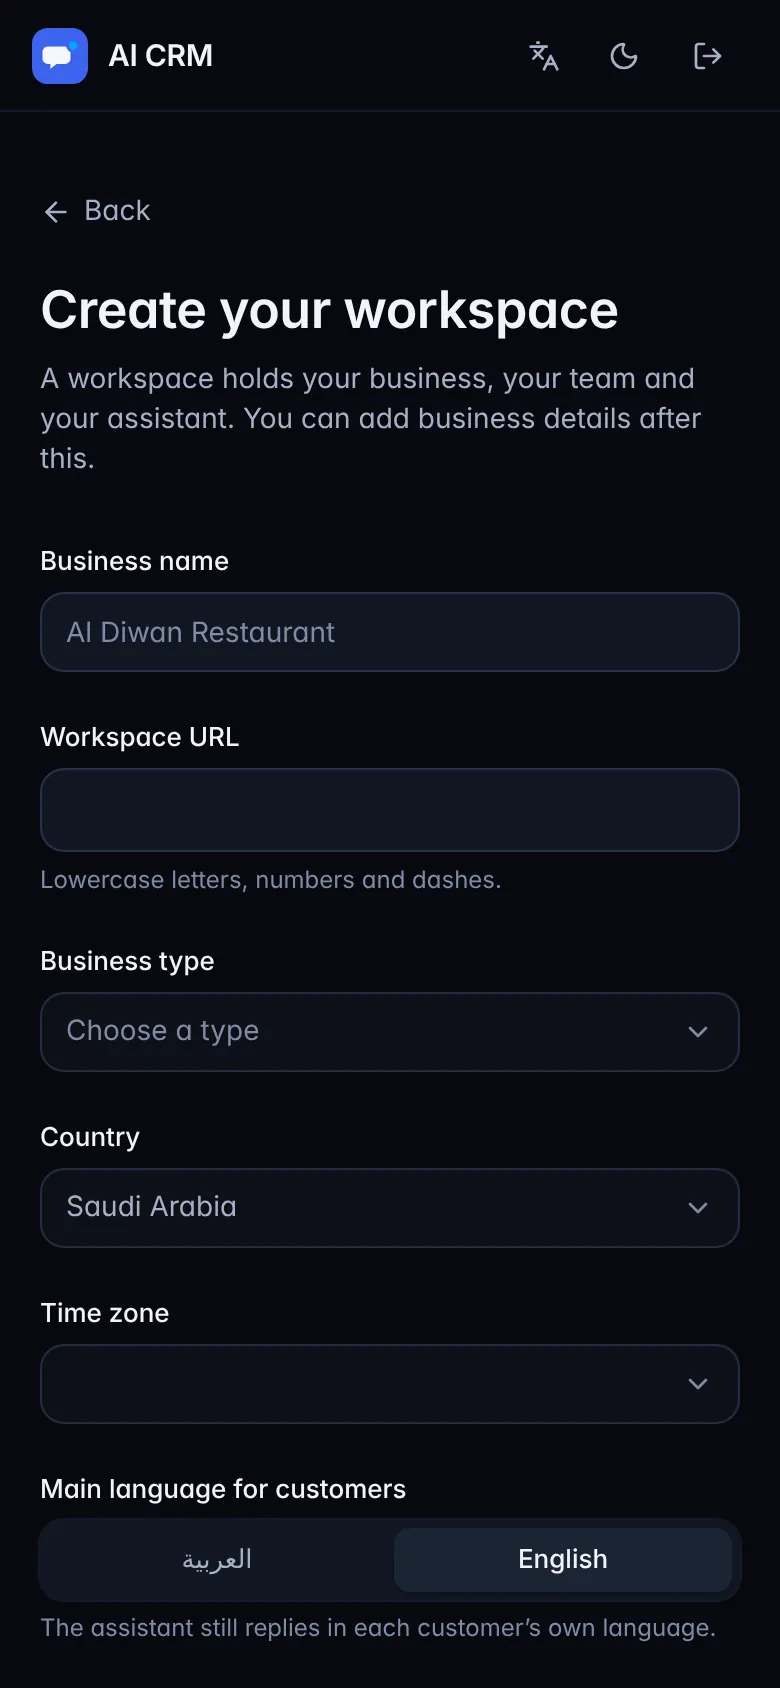 AI CRM
Back
Create your workspace
A workspace holds your business, your team and
your assistant. You can add business details after
this.
Business name
Al Diwan Restaurant
Workspace URL
Lowercase letters, numbers and dashes.
Business type
Choose a type
Country
Saudi Arabia
Time zone
Main language for customers
العربية
English
The assistant still replies in each customer’s own language.